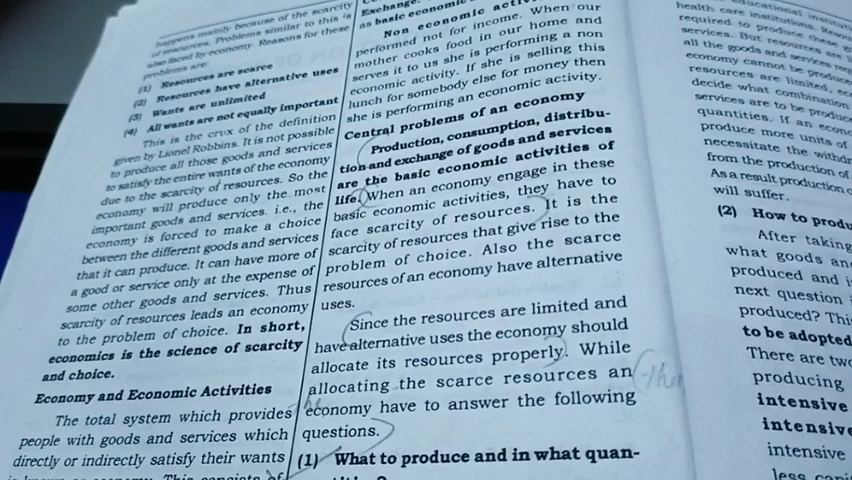 happens mainly because of the scarcity
of resources. Problems similar to this is
also faced by economy. Reasons for these
problems are:
(1) Resources are scarce
(2) Resources have alternative uses
(3) Wants are unlimited
(4) All wants are not equally important
This is the crux of the definition
given by Lionel Robbins. It is not possible
to produce all those goods and services
to satisfy the entire wants of the economy
due to the scarcity of resources. So the
economy will produce only the most
important goods and services. i.e., the
economy is forced to make a choice
between the different goods and services
that it can produce. It can have more of
a good or service only at the expense of
some other goods and services. Thus
scarcity of resources leads an economy
to the problem of choice. In short,
economics is the science of scarcity
and choice.
Economy and Economic Activities
The total system which provides
people with goods and services which
directly or indirectly satisfy their wants
Exchange.
as basic economic
Non economic
performed not for income. When our
mother cooks food in our home and
serves it to us she is performing a non
economic activity. If she is selling this
lunch for somebody else for money then
she is performing an economic activity.
Central problems of an economy
Production, consumption, distribu-
tion and exchange of goods and services
are the basic economic activities of
life. When an economy engage in these
basic economic activities, they have to
face scarcity of resources. It is the
scarcity of resources that give rise to the
problem of choice. Also the scarce
resources of an economy have alternative
uses.
Since the resources are limited and
have alternative uses the economy should
allocate its resources properly. While
allocating the scarce resources an
economy have to answer the following
questions.
(1) What to produce and in what quan-
health care institutions.
required to produce these
services. But resources are
all the goods and services
economy cannot be produce
resources are limited,
decide what combination
services are to be produce
quantities. If an
produce more units of
necessitate the
from the production of
As a result production
will suffer.
(2) How to produ
After taking
what goods
produced and
next question
produced?
to be adopted
There are
producing
intensive
intensive
intensive
less